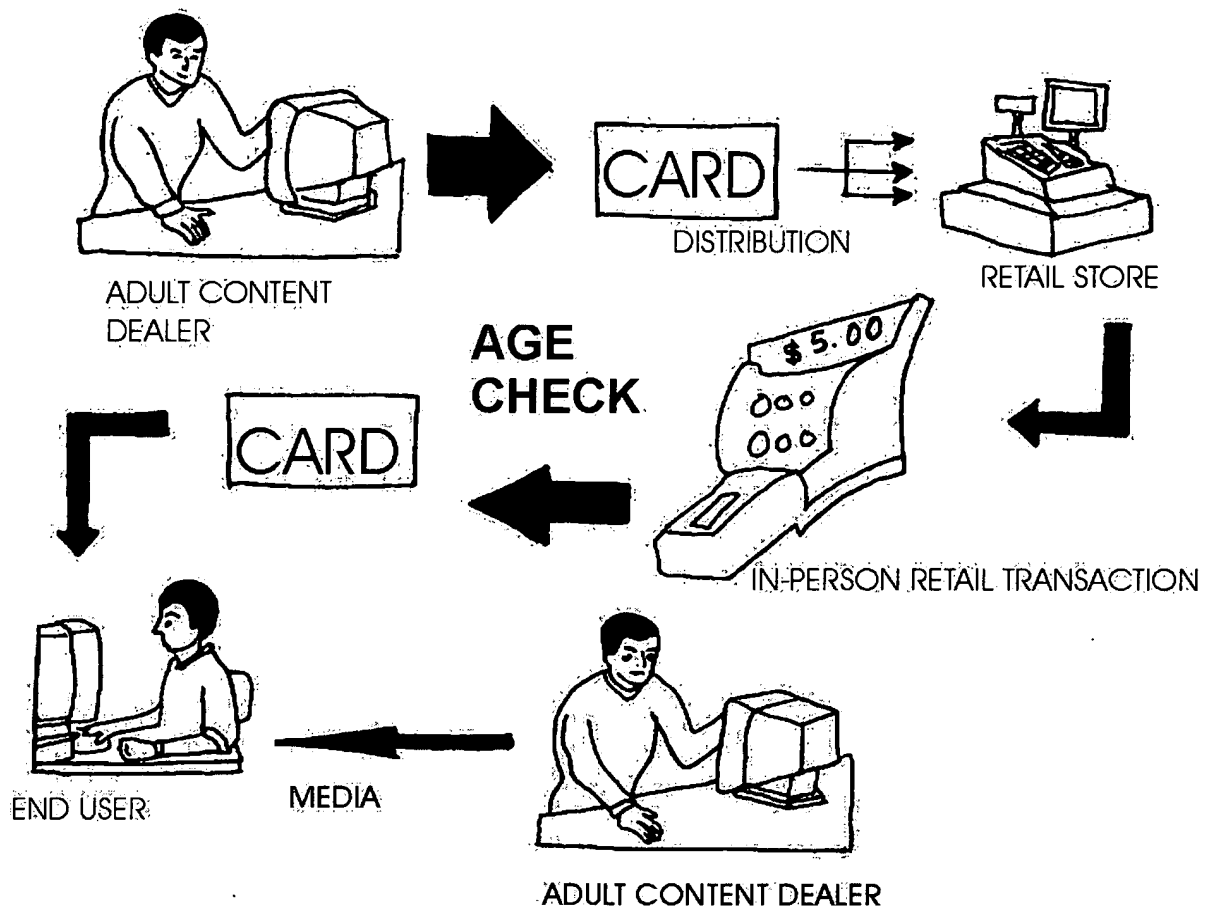 CARD
DISTRIBUTION
RETAIL STORE
ADULT CONTENT
DEALER
AGE
CHECK
$5.00
CARD
IN-PERSON RETAIL TRANSACTION
END USER
MEDIA
ADULT CONTENT DEALER